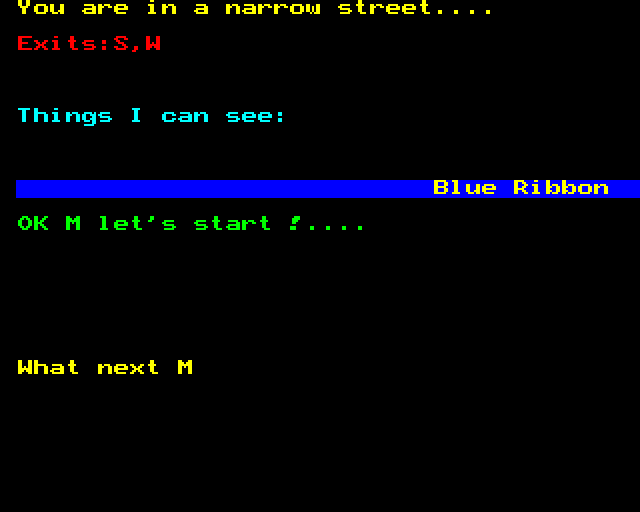 You are in a narrow street....
Exits:S,W
Things I can see:
Blue Ribbon
OK M let's start !....
What next M